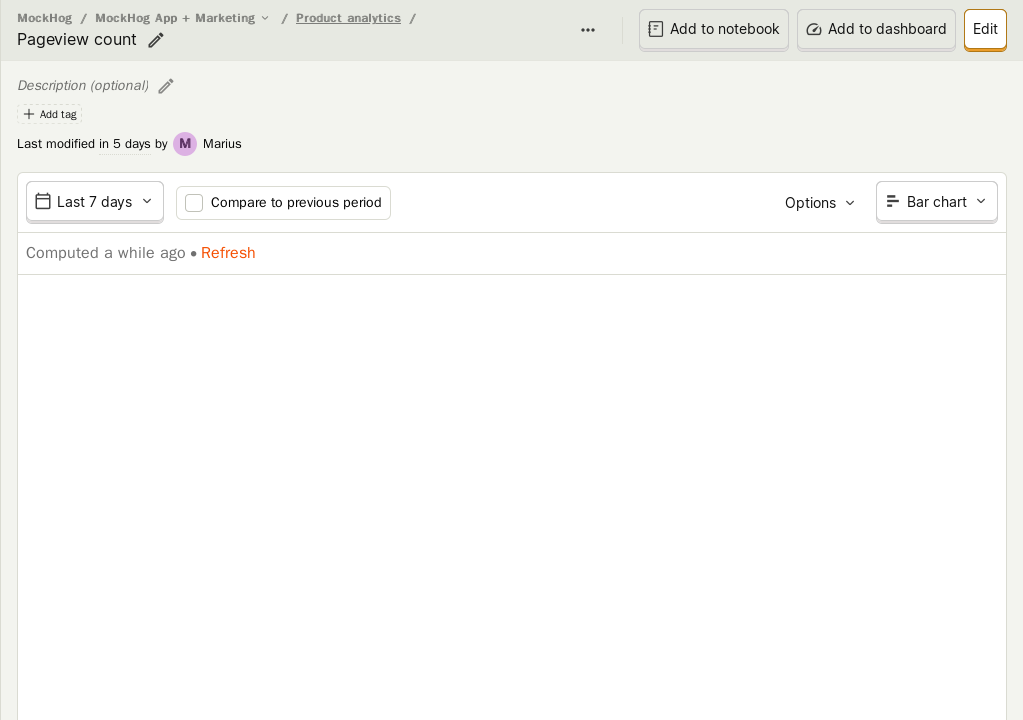 MockHog / MockHog App + Marketing / Product analytics /
Pageview count
Add to notebook
Add to dashboard
Edit
Description (optional)
Add tag
Last modified in 5 days by M Marius
Last 7 days
Compare to previous period
Options
Bar chart
Computed a while ago • Refresh